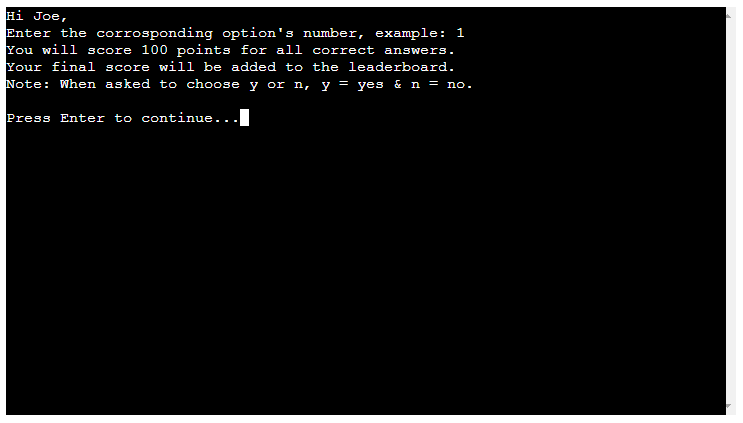 Hi Joe,
Enter the corrosponding option's number, example: 1
You will score 100 points for all correct answers.
Your final score will be added to the leaderboard.
Note: When asked to choose y or n, y = yes & n = no.
Press Enter to continue...